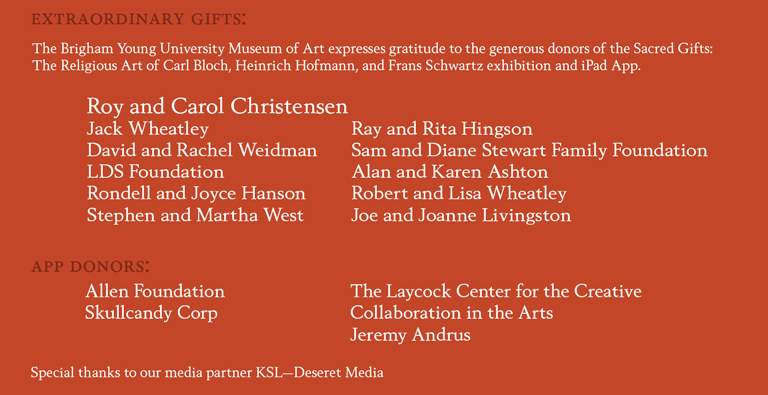 EXTRAORDINARY GIFTS:
The Brigham Young University Museum of Art expresses gratitude to the generous donors of the Sacred Gifts:
The Religious Art of Carl Bloch, Heinrich Hofmann, and Frans Schwartz exhibition and iPad App.
Roy and Carol Christensen
Jack Wheatley
David and Rachel Weidman
LDS Foundation
Rondell and Joyce Hanson
Stephen and Martha West
Ray and Rita Hingson
Sam and Diane Stewart Family Foundation
Alan and Karen Ashton
Robert and Lisa Wheatley
Joe and Joanne Livingston
APP DONORS:
Allen Foundation
Skullcandy Corp
The Laycock Center for the Creative
Collaboration in the Arts
Jeremy Andrus
Special thanks to our media partner KSL—Deseret Media